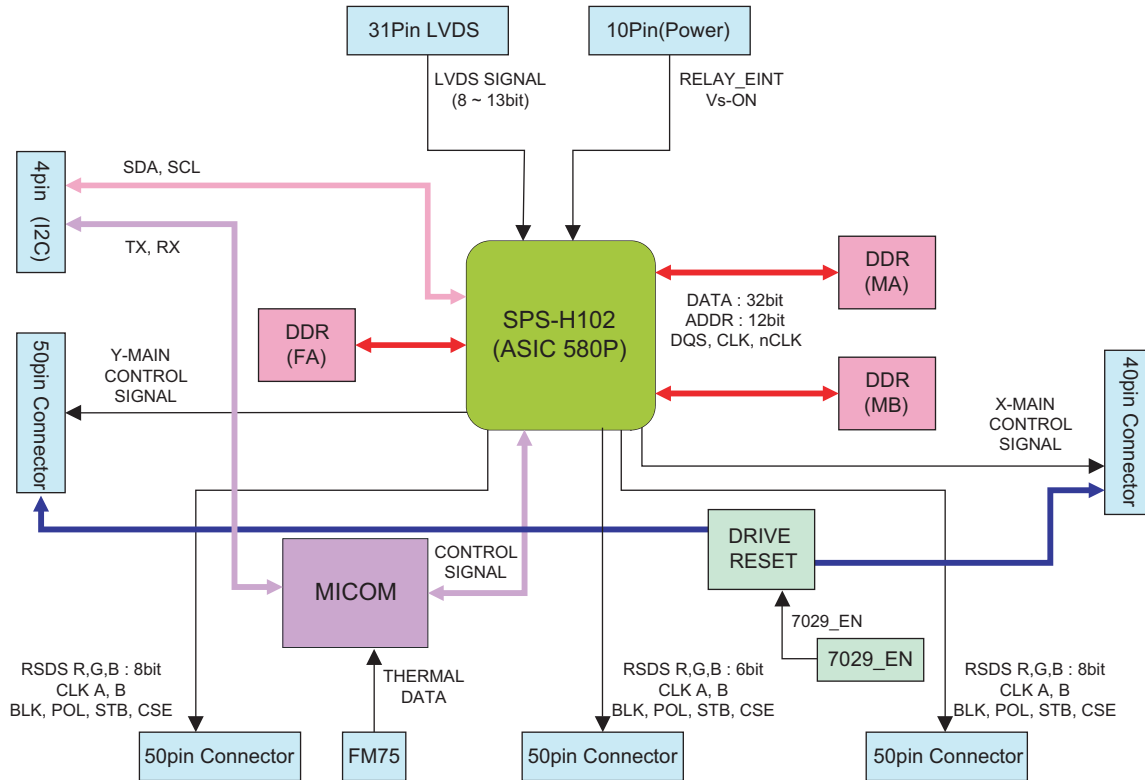 31Pin LVDS
10Pin(Power)
LVDS SIGNAL
(8 ~ 13bit)
RELAY_EINT
Vs-ON
4pin (I2C)
SDA, SCL
TX, RX
SPS-H102
(ASIC 580P)
DDR
(MA)
DATA : 32bit
ADDR : 12bit
DQS, CLK, nCLK
DDR
(FA)
DDR
(MB)
50pin Connector
Y-MAIN
CONTROL
SIGNAL
X-MAIN
CONTROL
SIGNAL
40pin Connector
DRIVE
RESET
MICOM
CONTROL
SIGNAL
7029_EN
7029_EN
RSDS R,G,B : 8bit
CLK A, B
BLK, POL, STB, CSE
THERMAL
DATA
RSDS R,G,B : 6bit
CLK A, B
BLK, POL, STB, CSE
RSDS R,G,B : 8bit
CLK A, B
BLK, POL, STB, CSE
50pin Connector
FM75
50pin Connector
50pin Connector